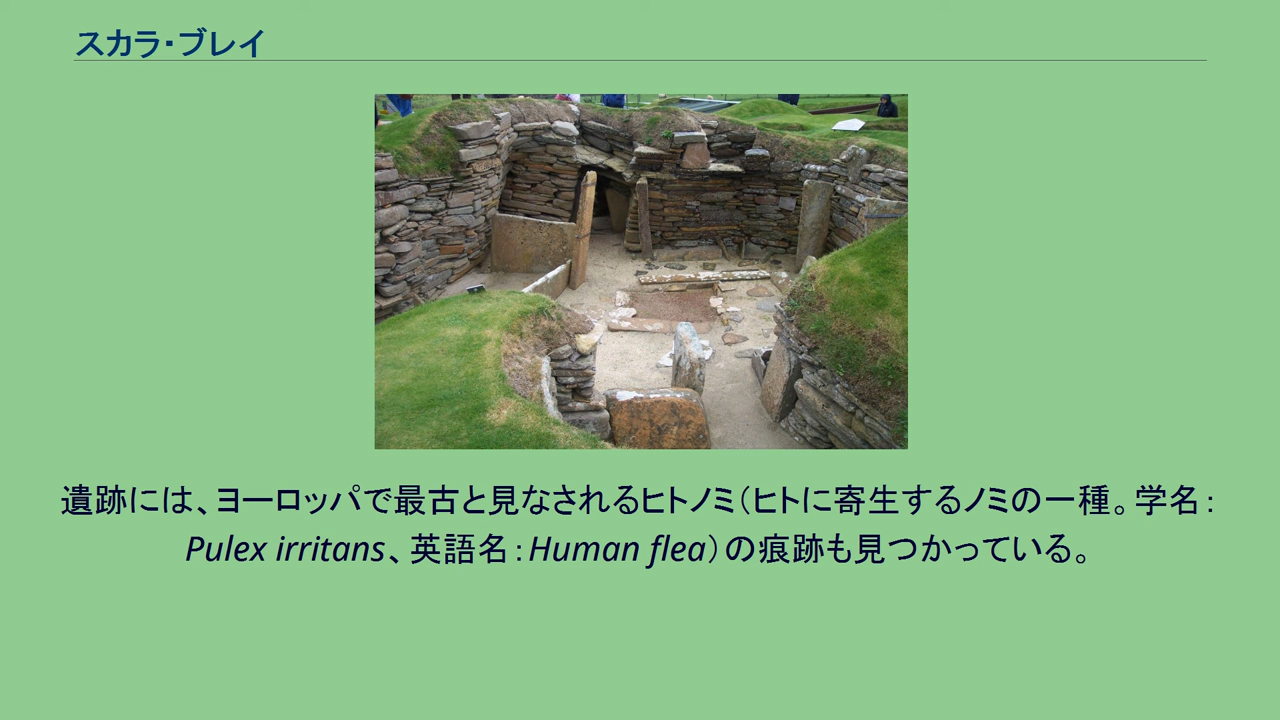 スカラ・ブレイ
遺跡には、ヨーロッパで最古と見なされるヒトノミ（ヒトに寄生するノミの一種。学名：
Pulex irritans、英語名：Human flea）の痕跡も見つかっている。